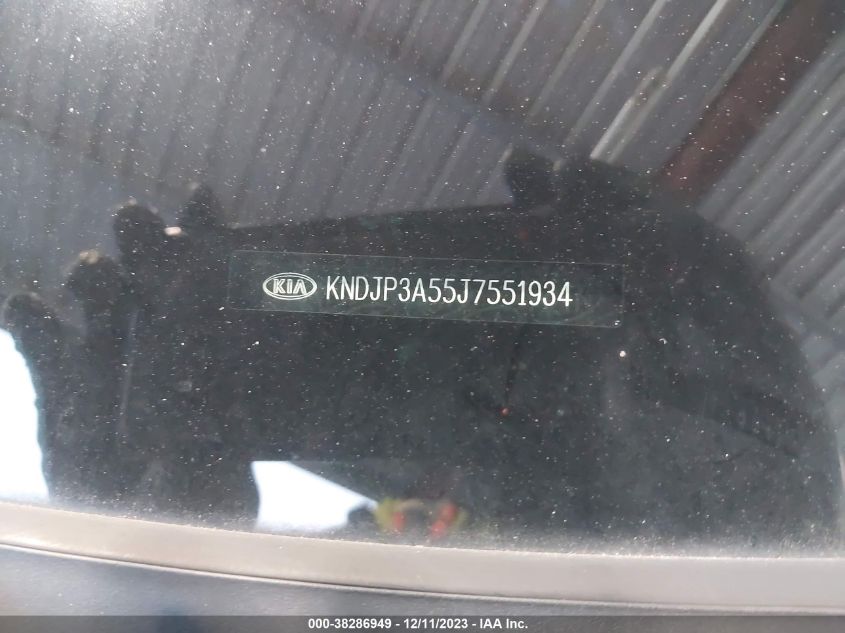 KIA KNDJP3A55J7551934
000-38286949 - 12/11/2023 - IAA Inc.